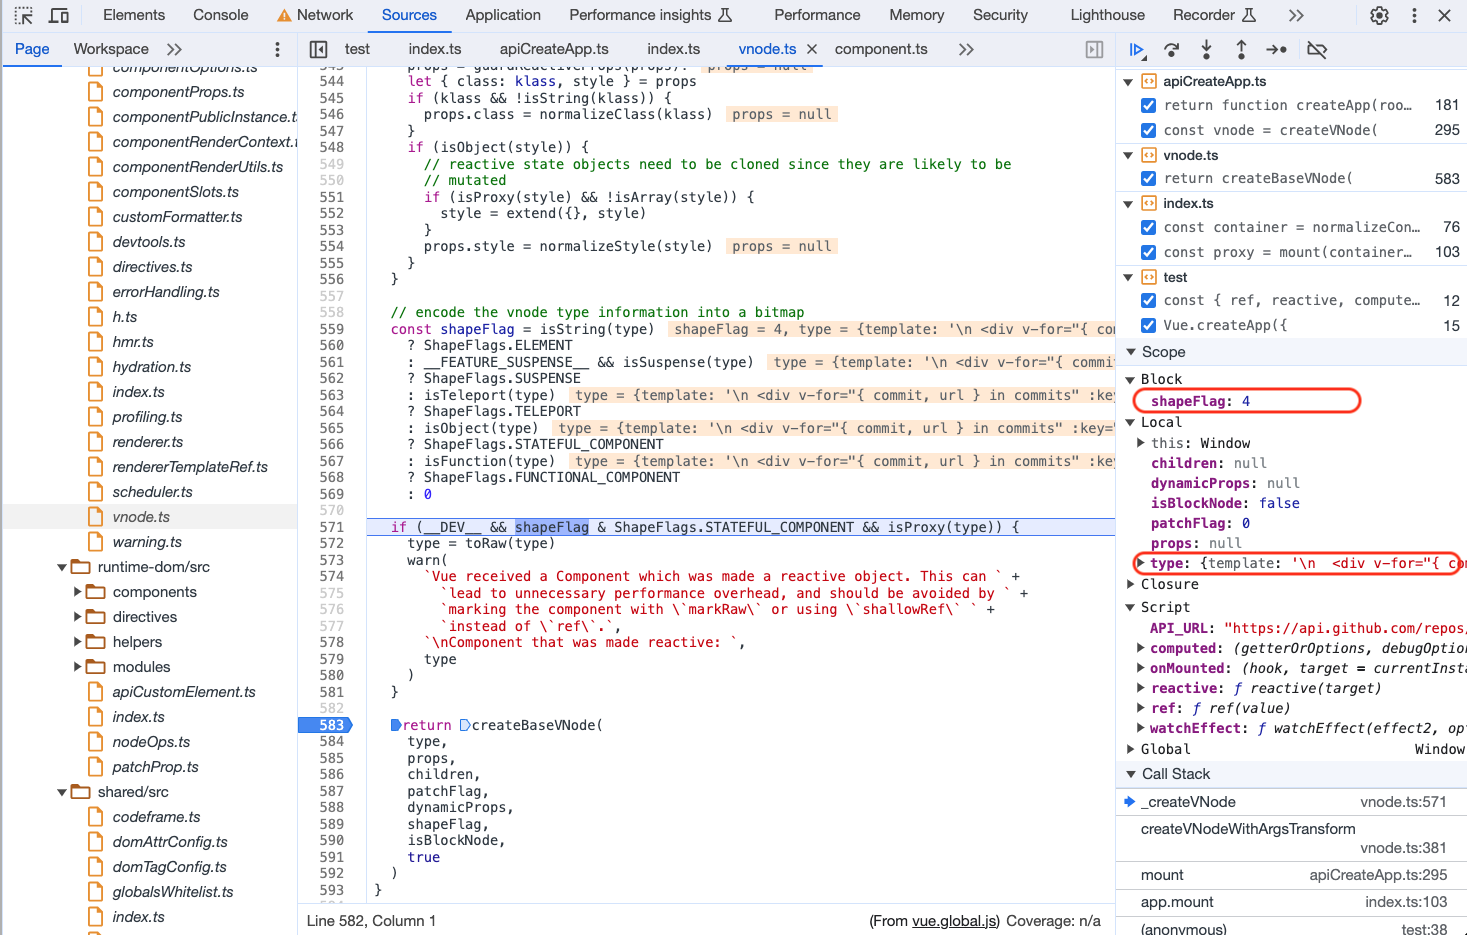 Elements Console Network Sources Application Performance insights Performance Memory Security Lighthouse Recorder
Page Workspace
test index.ts apiCreateApp.ts index.ts vnode.ts component.ts
componentOptions.ts
componentProps.ts
componentPublicInstance.t
componentRenderContext.t
componentRenderUtils.ts
componentSlots.ts
customFormatter.ts
devtools.ts
directives.ts
errorHandling.ts
h.ts
hmr.ts
hydration.ts
index.ts
profiling.ts
renderer.ts
rendererTemplateRef.ts
scheduler.ts
vnode.ts
warning.ts
runtime-dom/src
components
directives
helpers
modules
apiCustomElement.ts
index.ts
nodeOps.ts
patchProp.ts
shared/src
codeframe.ts
domAttrConfig.ts
domTagConfig.ts
globalsWhitelist.ts
index.ts
543 props = guardReactiveProps(props)! props = null
544 let { class: klass, style } = props
545 if (klass && !isString(klass)) {
546 props.class = normalizeClass(klass) props = null
547 }
548 if (isObject(style)) {
549 // reactive state objects need to be cloned since they are likely to be
550 // mutated
551 if (isProxy(style) && !isArray(style)) {
552 style = extend({}, style)
553 }
554 props.style = normalizeStyle(style) props = null
555 }
556 }
557
558 // encode the vnode type information into a bitmap
559 const shapeFlag = isString(type) shapeFlag = 4, type = {template: '\n <div v-for="{ com
560 ? ShapeFlags.ELEMENT
561 : __FEATURE_SUSPENSE__ && isSuspense(type) type = {template: '\n <div v-for="{ comm
562 ? ShapeFlags.SUSPENSE
563 : isTeleport(type) type = {template: '\n <div v-for="{ commit, url } in commits" :key
564 ? ShapeFlags.TELEPORT
565 : isObject(type) type = {template: '\n <div v-for="{ commit, url } in commits" :key="
566 ? ShapeFlags.STATEFUL_COMPONENT
567 : isFunction(type) type = {template: '\n <div v-for="{ commit, url } in commits" :key
568 ? ShapeFlags.FUNCTIONAL_COMPONENT
569 : 0
570
571 if (__DEV__ && shapeFlag & ShapeFlags.STATEFUL_COMPONENT && isProxy(type)) {
572 type = toRaw(type)
573 warn(
574 `Vue received a Component which was made a reactive object. This can ` +
575 `lead to unnecessary performance overhead, and should be avoided by ` +
576 `marking the component with \`markRaw\` or using \`shallowRef\` ` +
577 `instead of \`ref\`.`,
578 `\nComponent that was made reactive: `,
579 type
580 )
581 }
582
583 return createBaseVNode(
584 type,
585 props,
586 children,
587 patchFlag,
588 dynamicProps,
589 shapeFlag,
590 isBlockNode,
591 true
592 )
593 }
Line 582, Column 1 (From vue.global.js) Coverage: n/a
apiCreateApp.ts
return function createApp(roo… 181
const vnode = createVNode( 295
vnode.ts
return createBaseVNode( 583
index.ts
const container = normalizeCon… 76
const proxy = mount(container… 103
test
const { ref, reactive, compute… 12
Vue.createApp({ 15
Scope
Block
shapeFlag: 4
Local
this: Window
children: null
dynamicProps: null
isBlockNode: false
patchFlag: 0
props: null
type: {template: '\n <div v-for="{ co
Closure
Script
API_URL: "https://api.github.com/repos/
computed: (getterOrOptions, debugOption
onMounted: (hook, target = currentInsta
reactive: ƒ reactive(target)
ref: ƒ ref(value)
watchEffect: ƒ watchEffect(effect2, opt
Global Window
Call Stack
_createVNode vnode.ts:571
createVNodeWithArgsTransform
vnode.ts:381
mount apiCreateApp.ts:295
app.mount index.ts:103
(anonymous) test:38